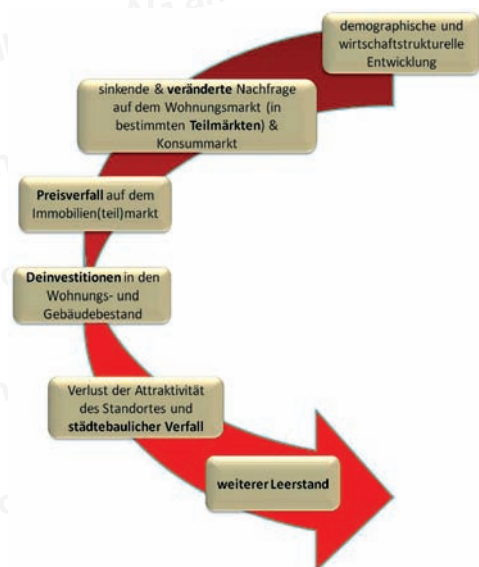 demographische und
wirtschaftstrukturelle
Entwicklung
sinkende & veränderte Nachfrage
auf dem Wohnungsmarkt (in
bestimmten Teilmärkten) &
Konsummarkt
Preisverfall auf dem
Immobilien(teil)markt
Deinvestitionen in den
Wohnungs- und
Gebäudebestand
Verlust der Attraktivität
des Standortes und
städtebaulicher Verfall
weiterer Leerstand